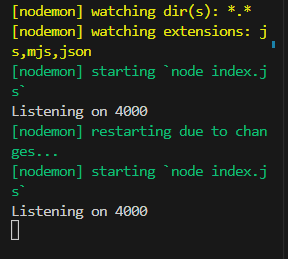 [nodemon] watching dir(s): *.*
[nodemon] watching extensions: j
s,mjs,json
[nodemon] starting `node index.j
s`
Listening on 4000
[nodemon] restarting due to chan
ges...
[nodemon] starting `node index.j
s`
Listening on 4000